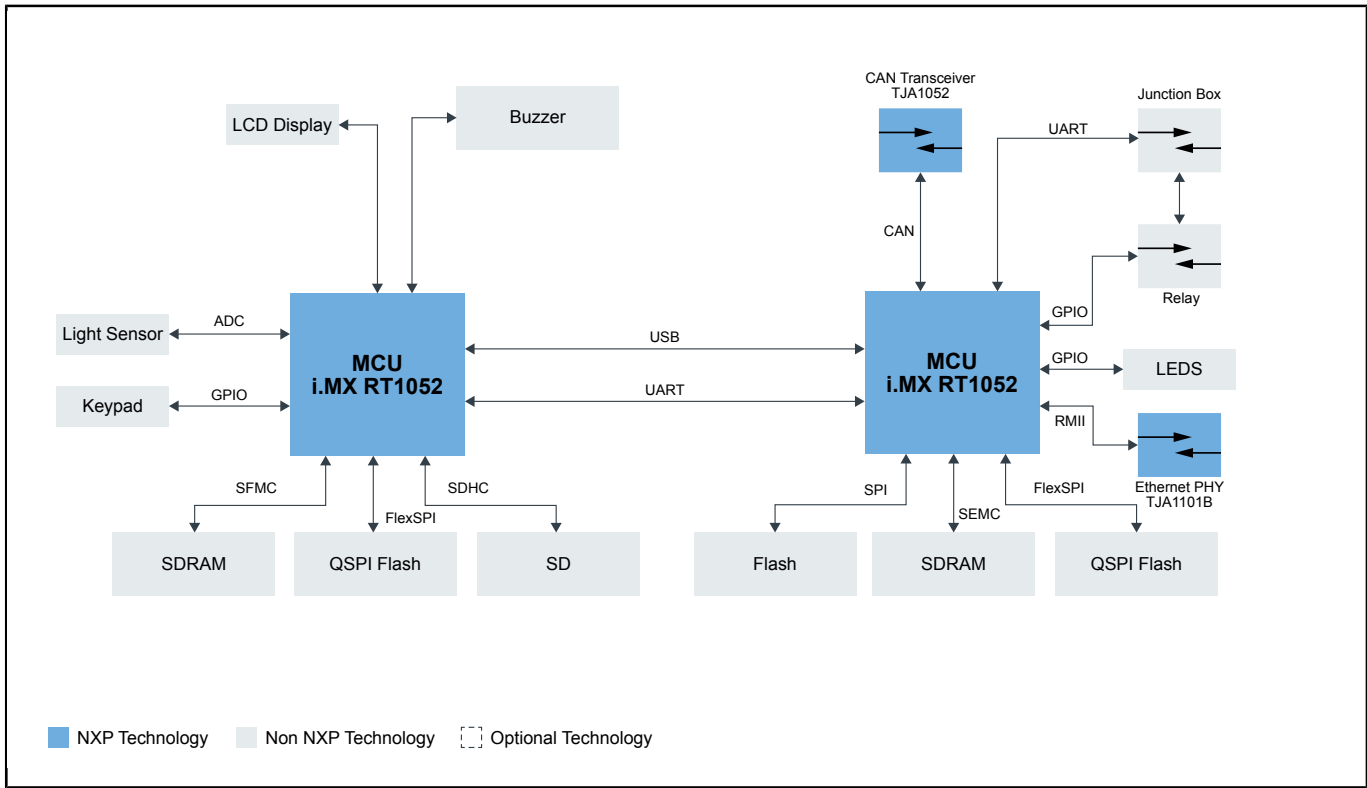 CAN Transceiver
TJA1052
Junction Box
LCD Display
Buzzer
UART
CAN
Relay
Light Sensor
ADC
MCU
i.MX RT1052
USB
MCU
i.MX RT1052
GPIO
GPIO
LEDS
Keypad
GPIO
UART
RMII
Ethernet PHY
TJA1101B
SFMC
FlexSPI
SDHC
SPI
SEMC
FlexSPI
SDRAM
QSPI Flash
SD
Flash
SDRAM
QSPI Flash
NXP Technology
Non NXP Technology
Optional Technology